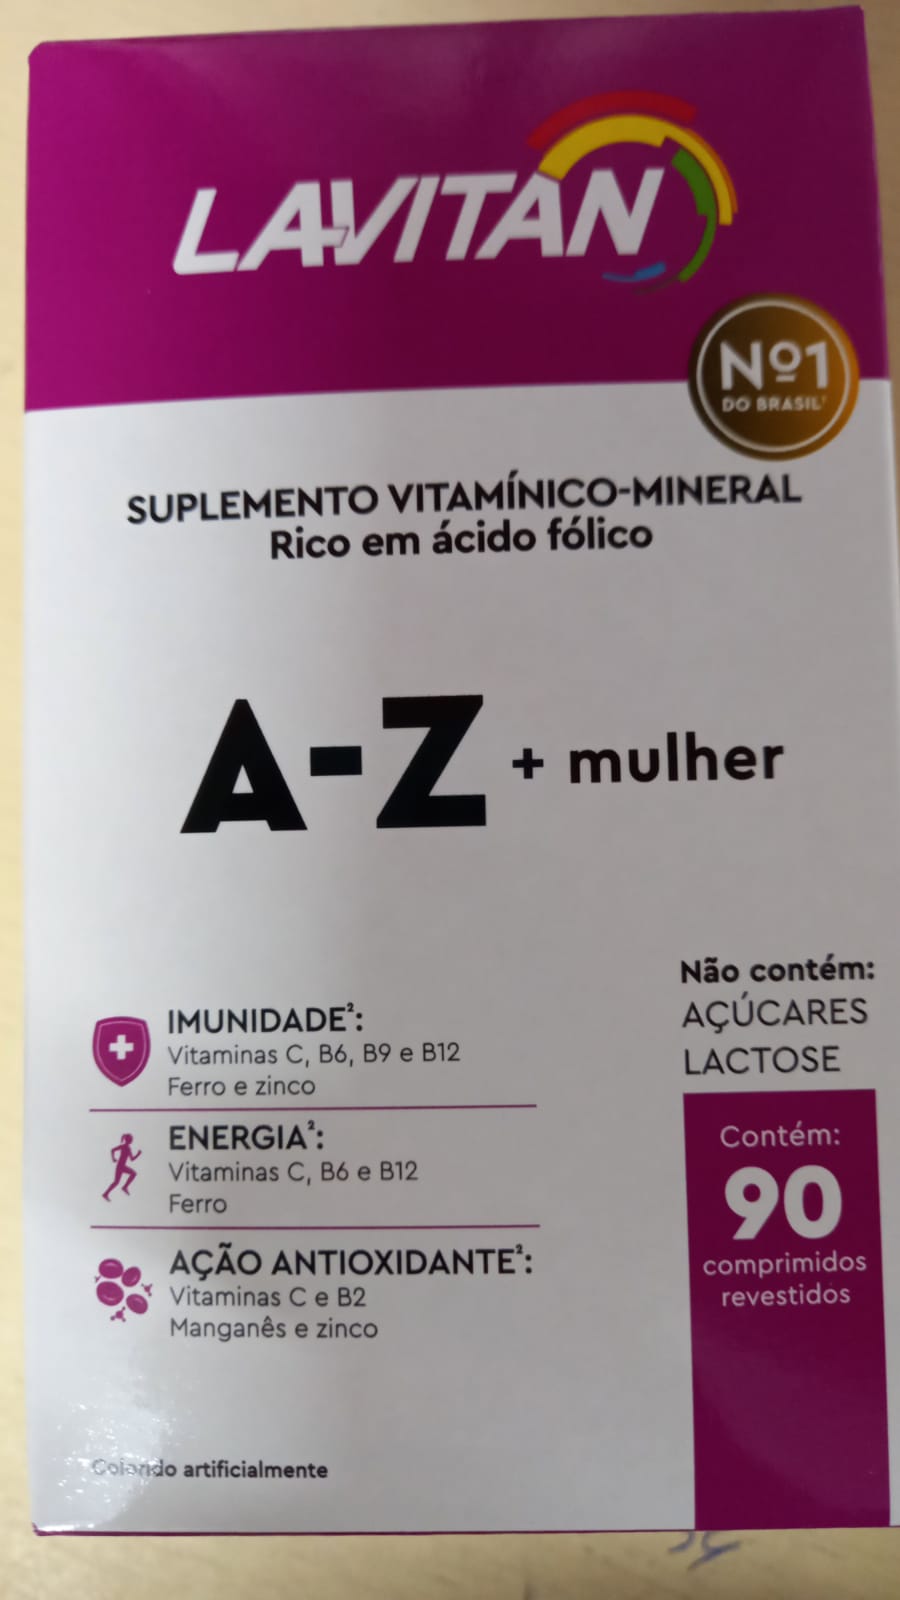 LAVITAN
Nº1
DO BRASIL¹
SUPLEMENTO VITAMÍNICO-MINERAL
Rico em ácido fólico
A-Z + mulher
IMUNIDADE²:
Vitaminas C, B6, B9 e B12
Ferro e zinco
ENERGIA²:
Vitaminas C, B6 e B12
Ferro
AÇÃO ANTIOXIDANTE²:
Vitaminas C e B2
Manganês e zinco
Não contém:
AÇÚCARES
LACTOSE
Contém:
90
comprimidos
revestidos
Colorido artificialmente